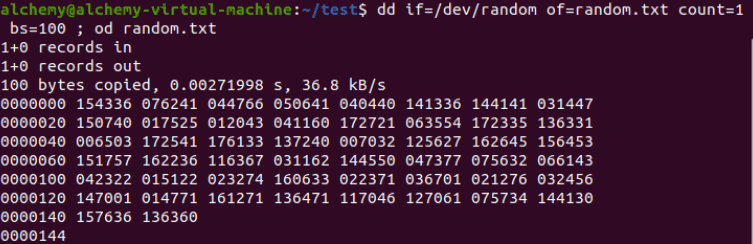 alchemy@alchemy-virtual-machine:~/test$ dd if=/dev/random of=random.txt count=1
 bs=100 ; od random.txt
1+0 records in
1+0 records out
100 bytes copied, 0.00271998 s, 36.8 kB/s
0000000 154336 076241 044766 050641 040440 141336 144141 031447
0000020 150740 017525 012043 041160 172721 063554 172335 136331
0000040 006503 172541 176133 137240 007032 125627 162645 156453
0000060 151757 162236 116367 031162 144550 047377 075632 066143
0000100 042322 015122 023274 160633 022371 036701 021276 032456
0000120 147001 014771 161271 136471 117046 127061 075734 144130
0000140 157636 136360
0000144